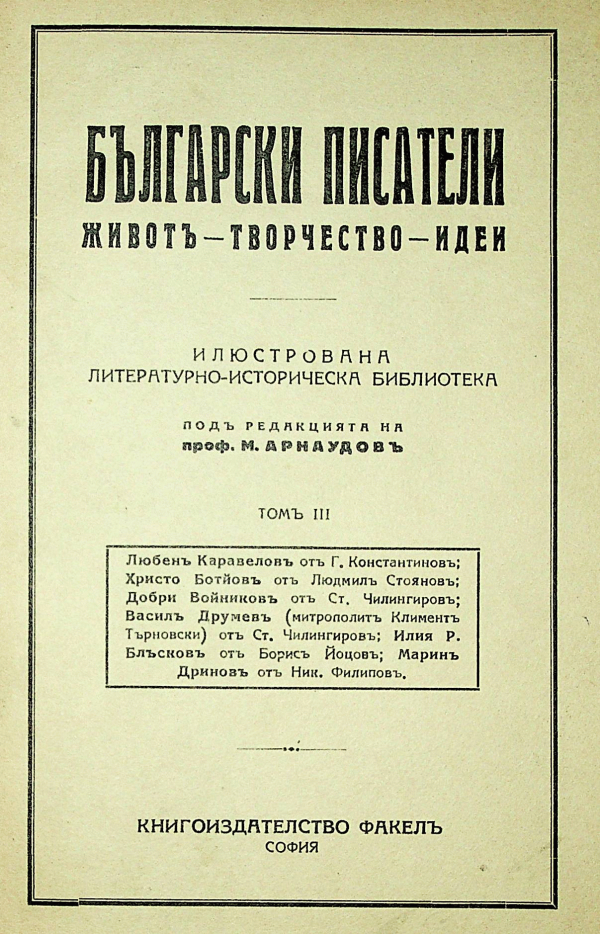 БЪЛГАРСКИ ПИСАТЕЛИ
ЖИВОТЪ — ТВОРЧЕСТВО — ИДЕИ
ИЛЮСТРОВАНА
ЛИТЕРАТУРНО-ИСТОРИЧЕСКА БИБЛИОТЕКА
ПОДЪ РЕДАКЦИЯТА НА
проф. М. АРНАУДОВЪ
ТОМЪ III
Любенъ Каравеловъ отъ Г. Константиновъ;
Христо Ботйовъ отъ Людмилъ Стояновъ;
Добри Войниковъ отъ Ст. Чилингировъ;
Василъ Друмевъ (митрополитъ Климентъ
Търновски) отъ Ст. Чилингировъ; Илия Р.
Блъсковъ отъ Борисъ Йоцовъ; Маринъ
Дриновъ отъ Ник. Филиповъ.
КНИГОИЗДАТЕЛСТВО ФАКЕЛЪ
СОФИЯ